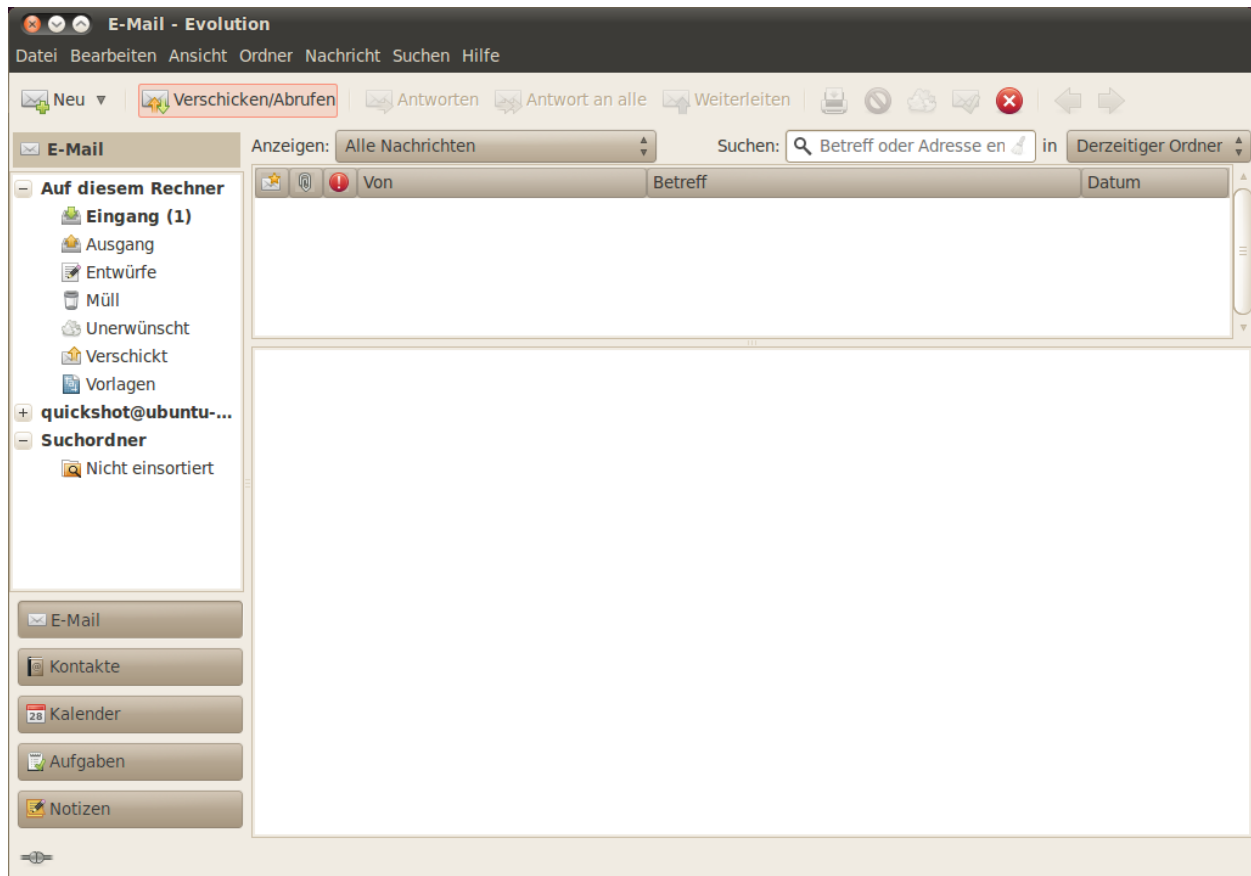 E-Mail - Evolution
Datei Bearbeiten Ansicht Ordner Nachricht Suchen Hilfe
Neu Verschicken/Abrufen Antworten Antwort an alle Weiterleiten
E-Mail
Anzeigen: Alle Nachrichten Suchen: Betreff oder Adresse en in Derzeitiger Ordner
Von Betreff Datum
Auf diesem Rechner
Eingang (1)
Ausgang
Entwürfe
Müll
Unerwünscht
Verschickt
Vorlagen
quickshot@ubuntu-...
Suchordner
Nicht einsortiert
E-Mail
Kontakte
28 Kalender
Aufgaben
Notizen